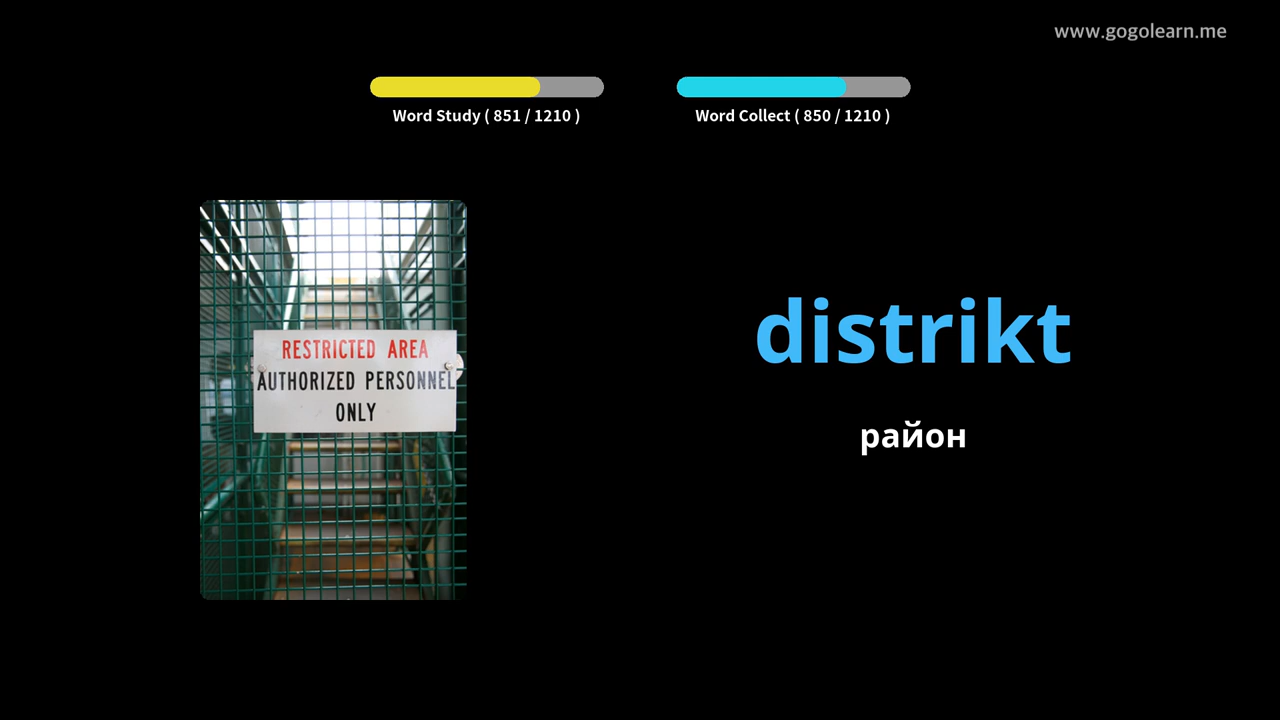 www.gogolearn.me
Word Study ( 851 / 1210 )
Word Collect ( 850 / 1210 )
RESTRICTED AREA
AUTHORIZED PERSONNEL
ONLY
distrikt
район